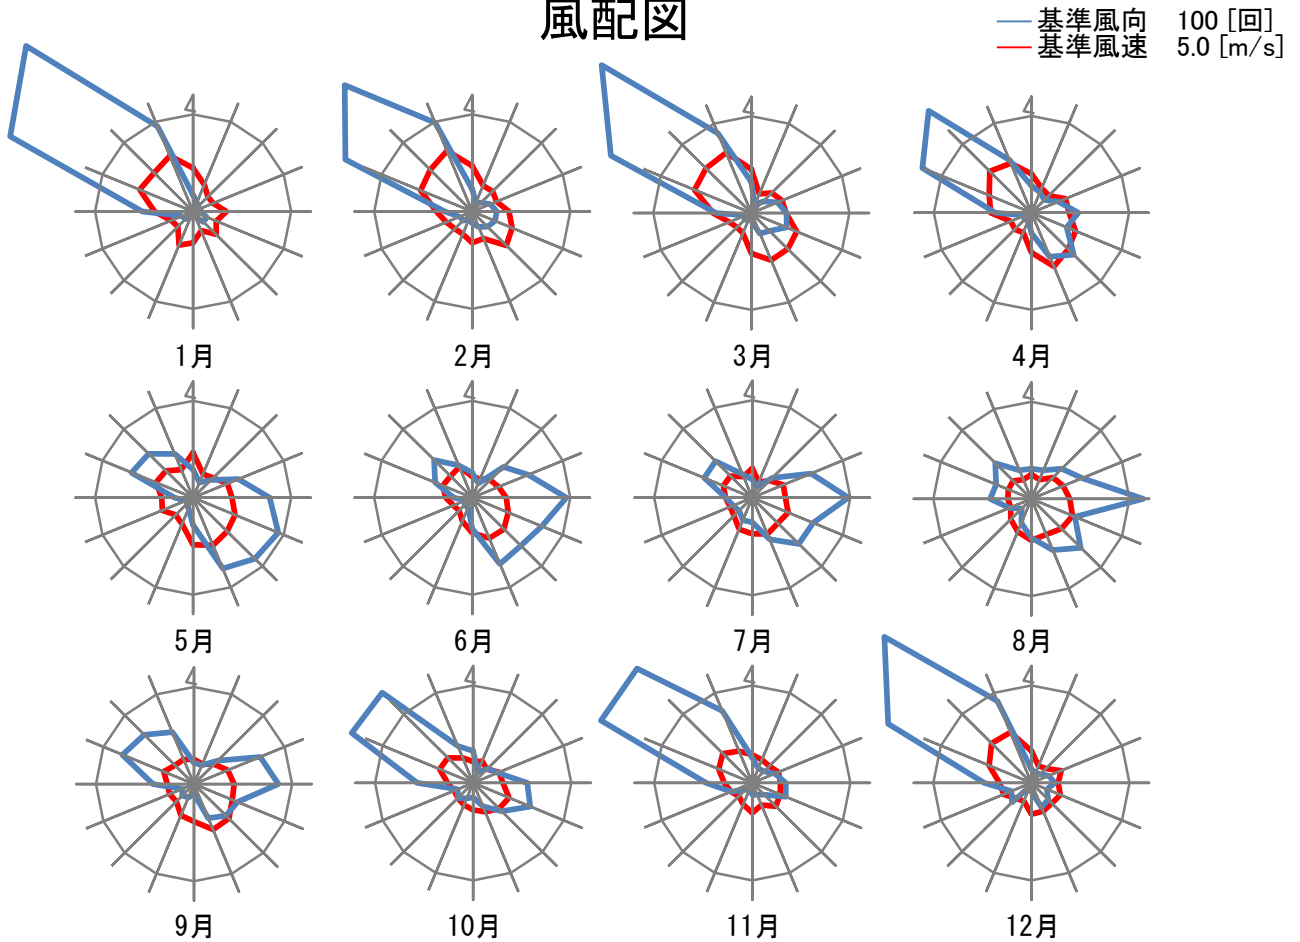 風配図
基準風向 100 [回]
基準風速 5.0 [m/s]
1月
2月
3月
4月
5月
6月
7月
8月
9月
10月
11月
12月